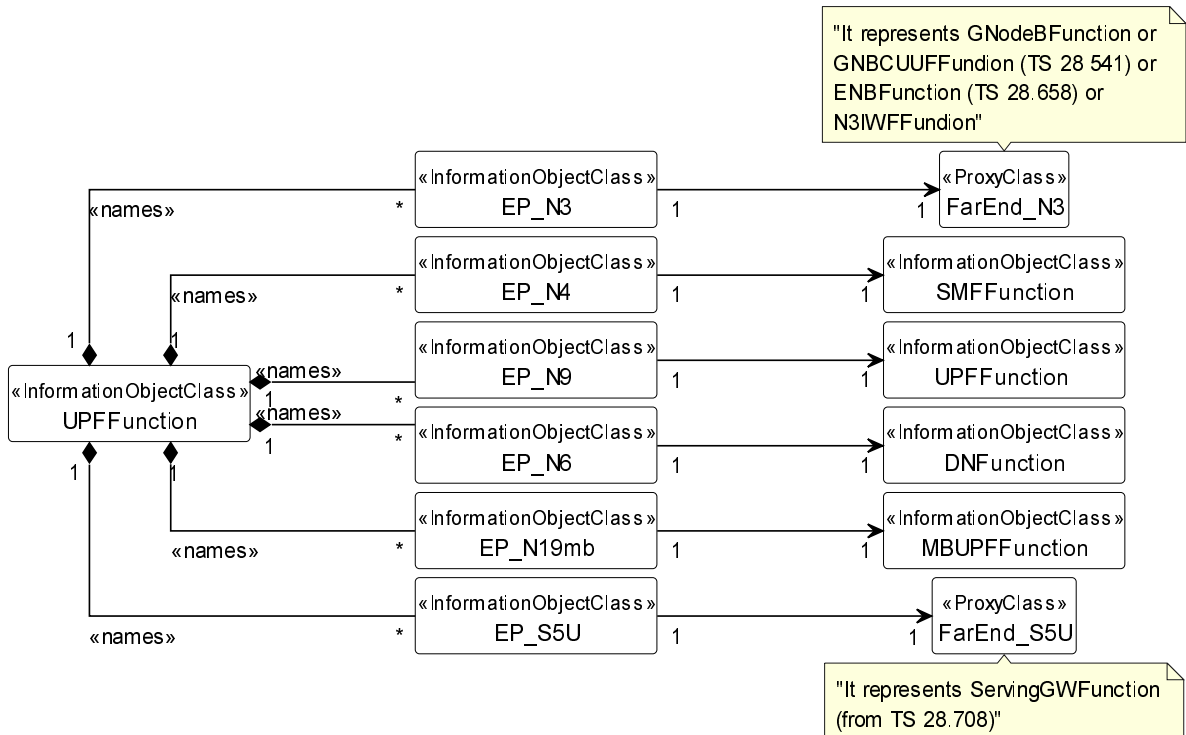 "It represents GNodeBFunction or
GNBCUUFFundion (TS 28 541) or
ENBFunction (TS 28.658) or
N3IWFFundion"
«InformationObjectClass»
EP_N3
«ProxyClass»
FarEnd_N3
«names»
*
1
1
«InformationObjectClass»
EP_N4
«InformationObjectClass»
SMFFunction
«names»
*
1
1
1
1
«InformationObjectClass»
EP_N9
«InformationObjectClass»
UPFFunction
«names»
1
*
1
1
«InformationObjectClass»
UPFFunction
«names»
1
*
«InformationObjectClass»
EP_N6
«InformationObjectClass»
DNFunction
1
1
1
1
«InformationObjectClass»
EP_N19mb
«InformationObjectClass»
MBUPFFunction
«names»
*
1
1
«InformationObjectClass»
EP_S5U
«ProxyClass»
FarEnd_S5U
«names»
*
1
1
"It represents ServingGWFunction
(from TS 28.708)"